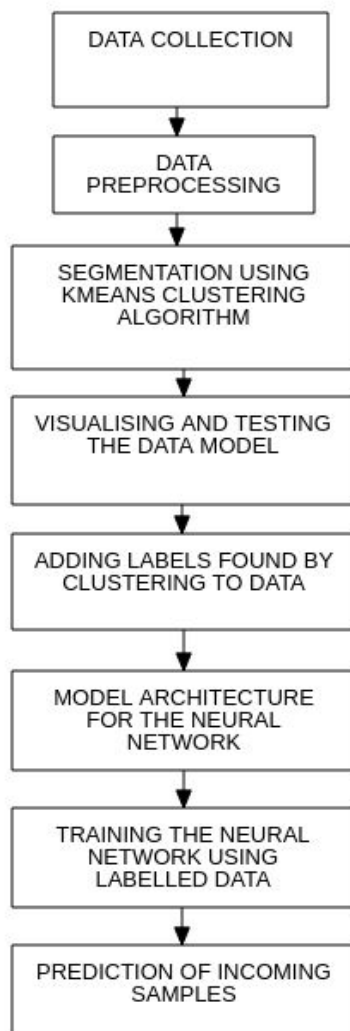 DATA COLLECTION
DATA
PREPROCESSING
SEGMENTATION USING
KMEANS CLUSTERING
ALGORITHM
VISUALISING AND TESTING
THE DATA MODEL
ADDING LABELS FOUND BY
CLUSTERING TO DATA
MODEL ARCHITECTURE
FOR THE NEURAL
NETWORK
TRAINING THE NEURAL
NETWORK USING
LABELLED DATA
PREDICTION OF INCOMING
SAMPLES